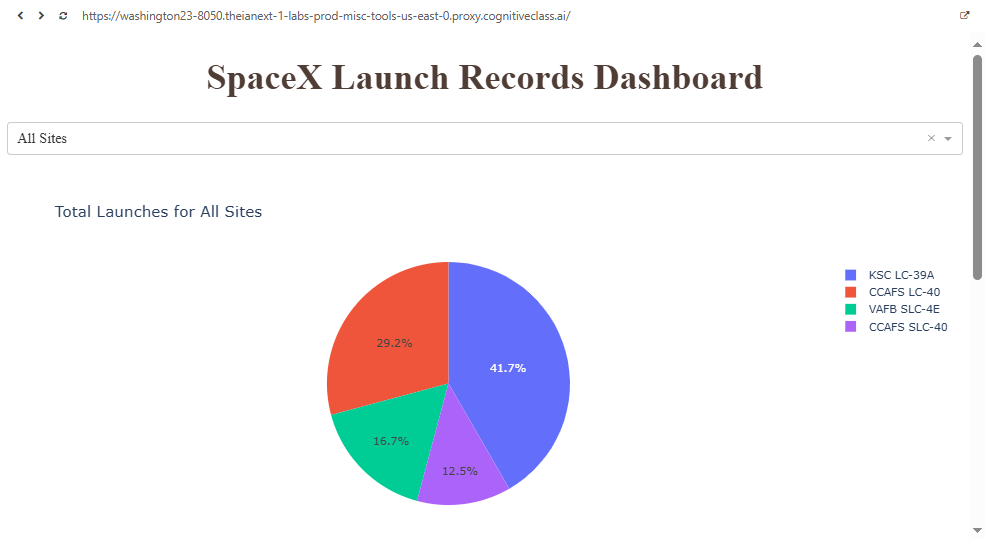 https://washington23-8050.theianext-1-labs-prod-misc-tools-us-east-0.proxy.cognitiveclass.ai/
SpaceX Launch Records Dashboard
All Sites
Total Launches for All Sites
KSC LC-39A
CCAFS LC-40
VAFB SLC-4E
CCAFS SLC-40
29.2%
41.7%
16.7%
12.5%